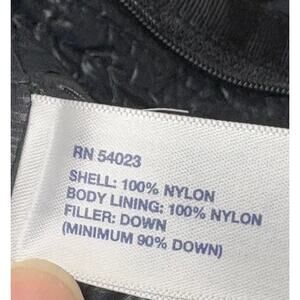 RN 54023
SHELL: 100% NYLON
BODY LINING: 100% NYLON
FILLER: DOWN
(MINIMUM 90% DOWN)